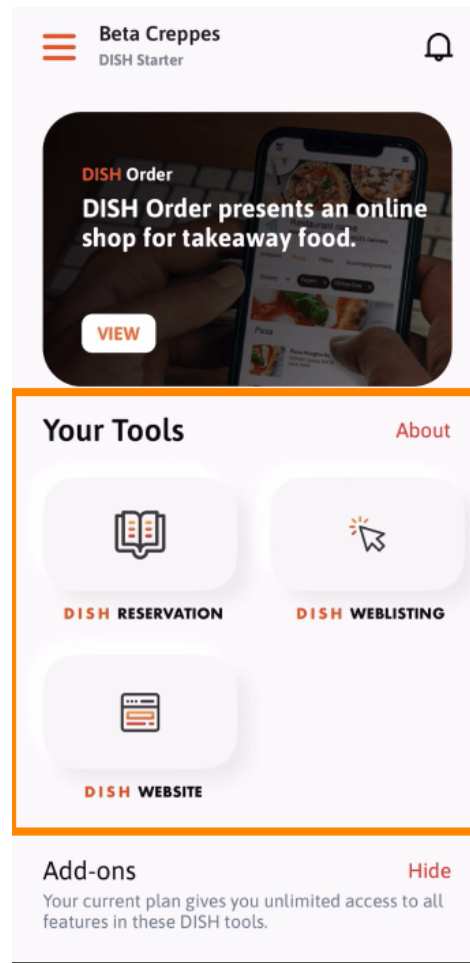 Beta Creppes
DISH Starter
DISH Order
DISH Order presents an online
shop for takeaway food.
VIEW
Your Tools
About
DISH RESERVATION
DISH WEBLISTING
DISH WEBSITE
Add-ons
Hide
Your current plan gives you unlimited access to all
features in these DISH tools.